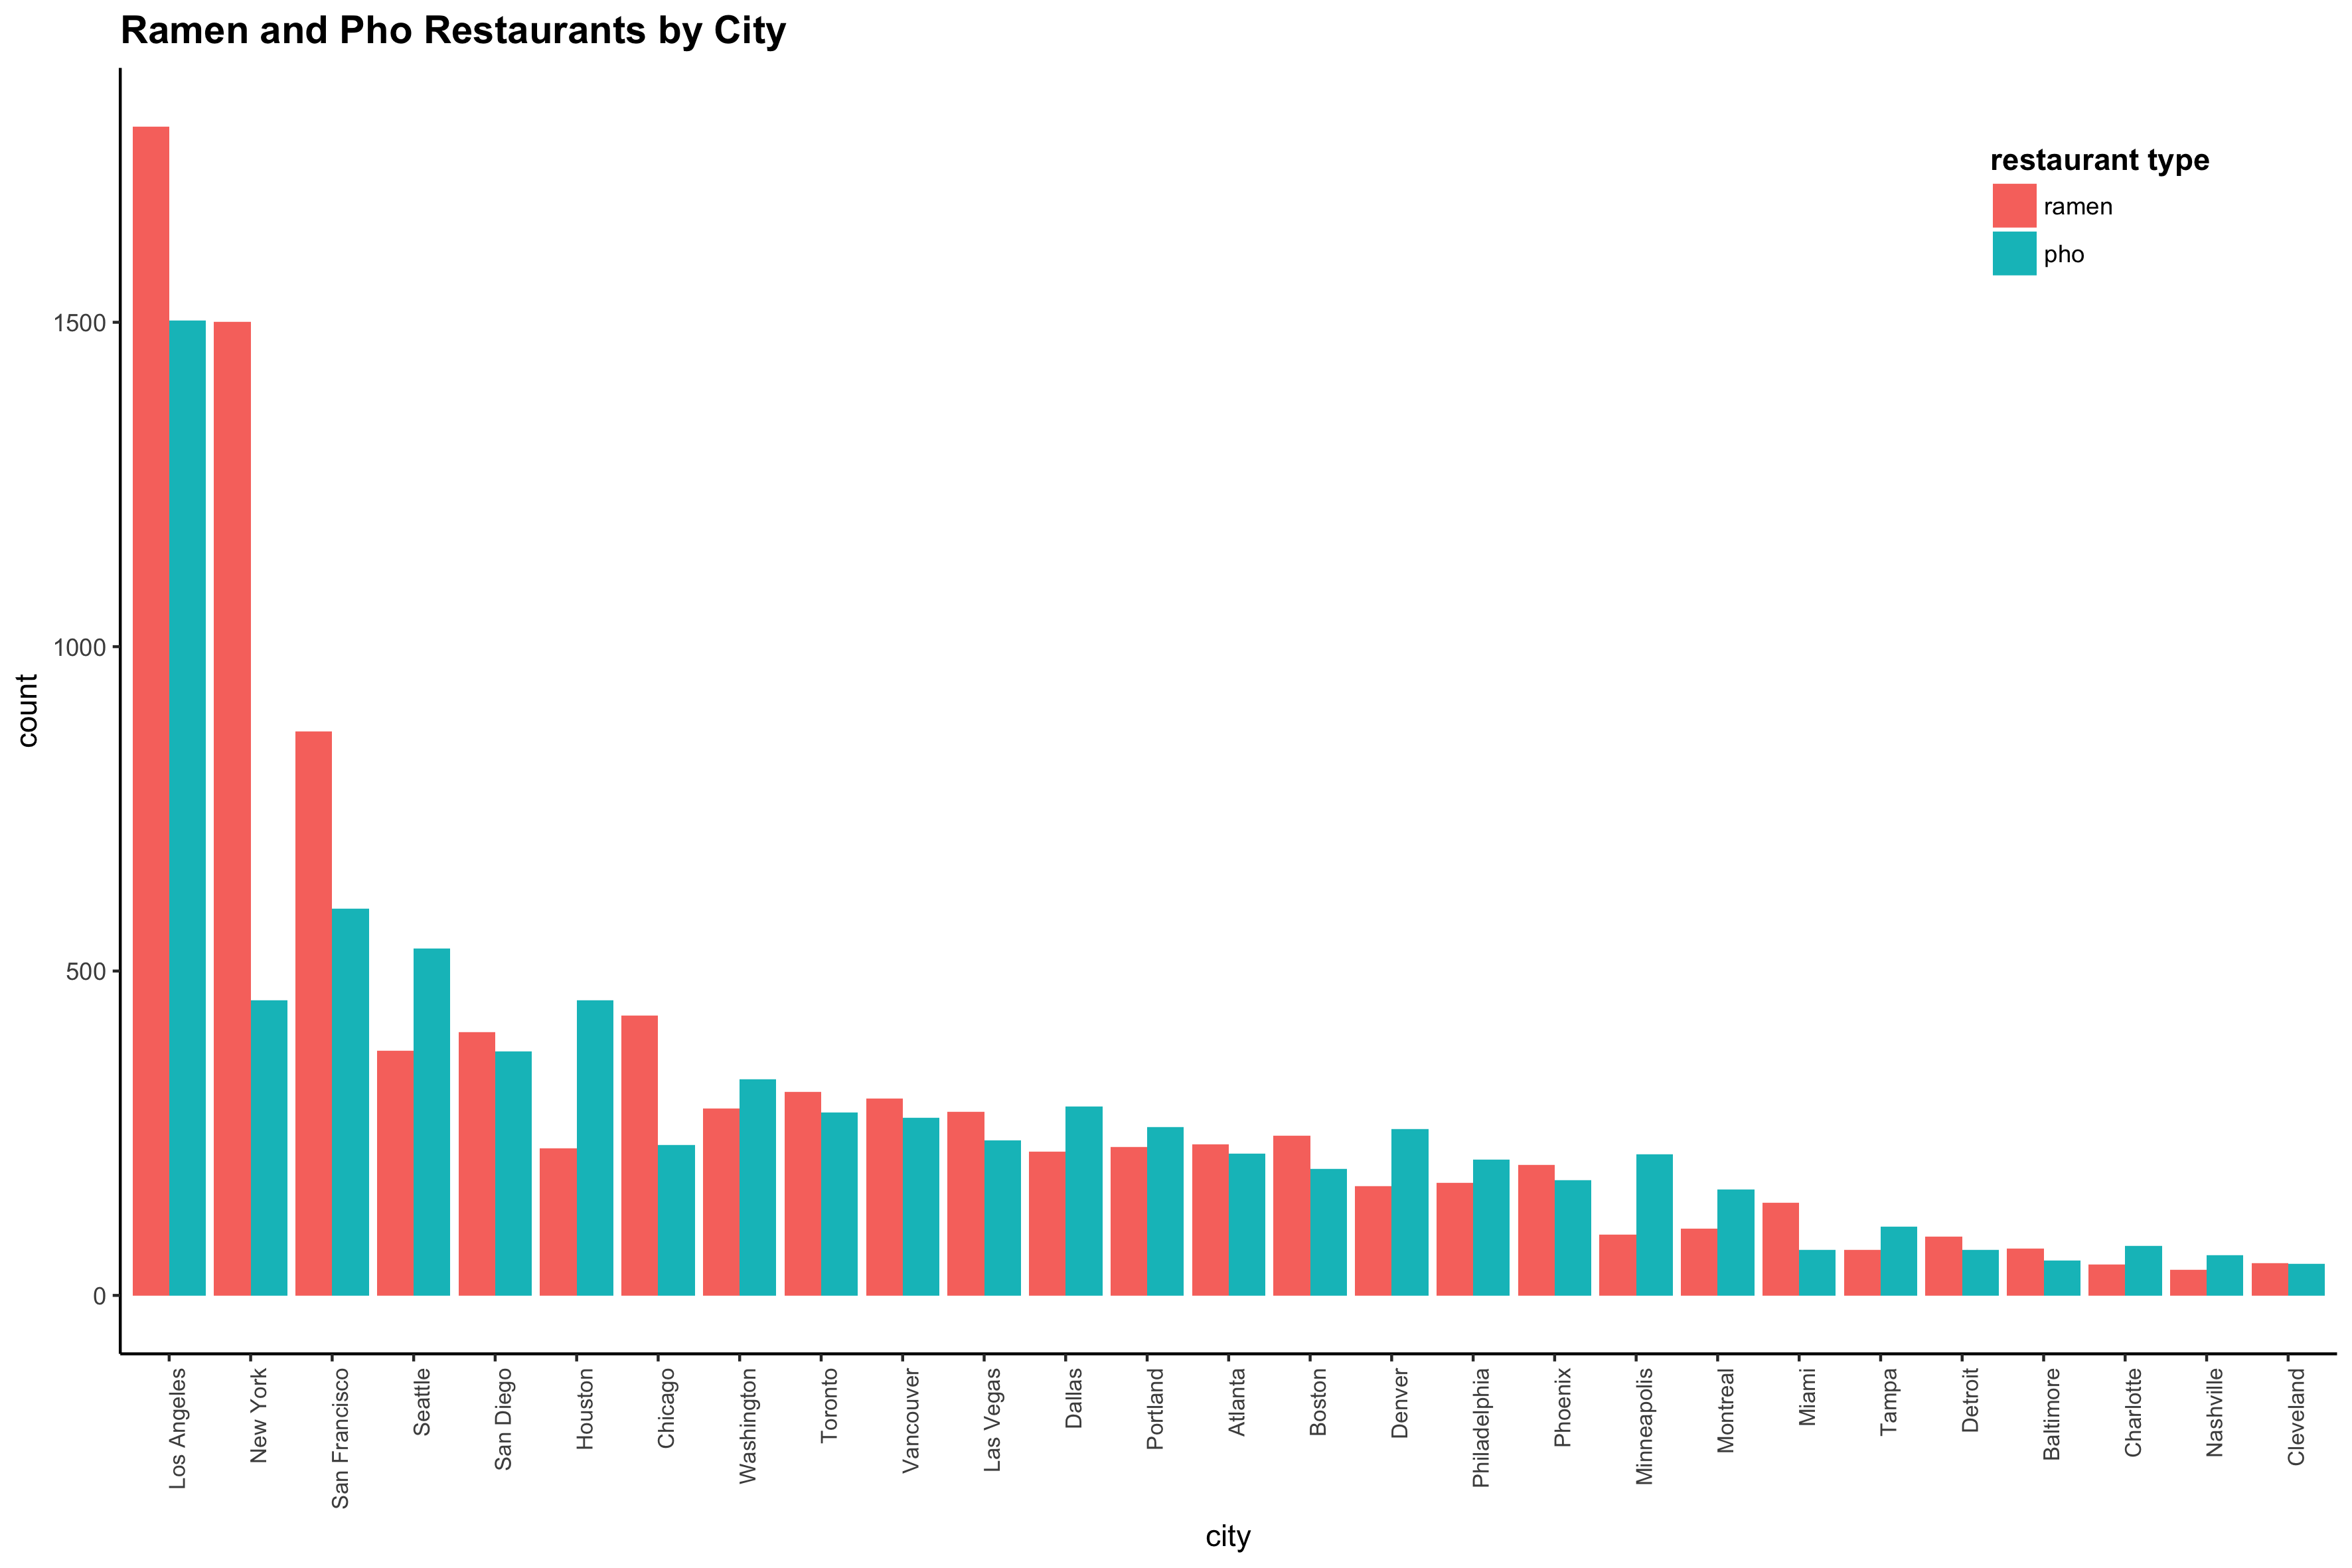 Ramen and Pho Restaurants by City
restaurant type
ramen
pho
count
1500
1000
500
0
Los Angeles
New York
San Francisco
Seattle
San Diego
Houston
Chicago
Washington
Toronto
Vancouver
Las Vegas
Dallas
Portland
Atlanta
Boston
Denver
Philadelphia
Phoenix
Minneapolis
Montreal
Miami
Tampa
Detroit
Baltimore
Charlotte
Nashville
Cleveland
city